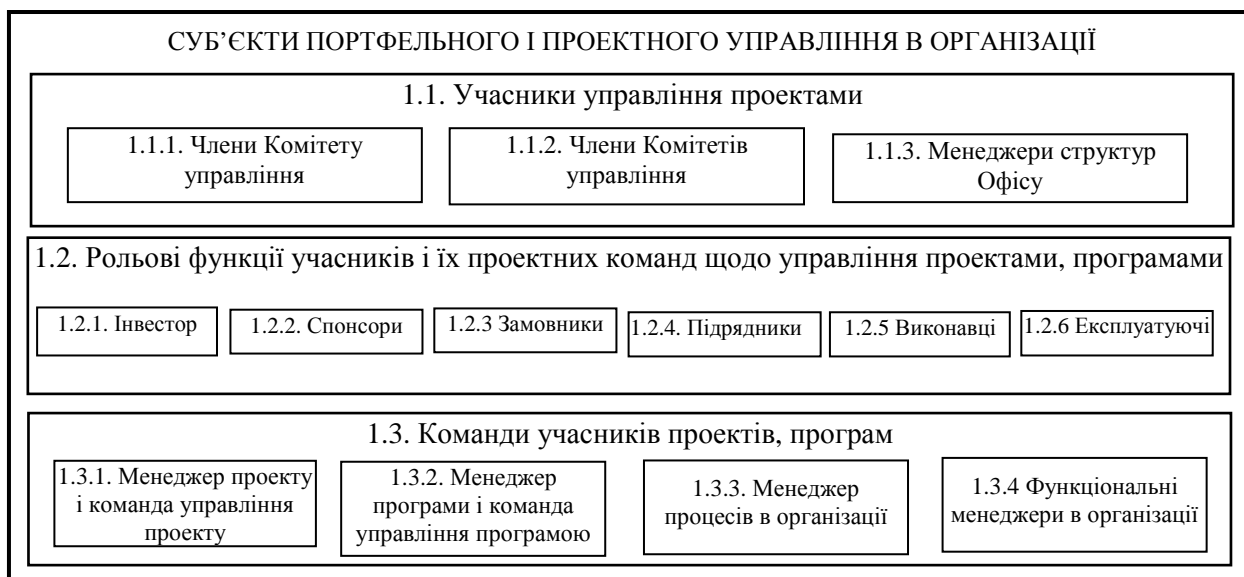 СУБ’ЄКТИ ПОРТФЕЛЬНОГО І ПРОЕКТНОГО УПРАВЛІННЯ В ОРГАНІЗАЦІЇ
1.1. Учасники управління проектами
1.1.1. Члени Комітету
управління
1.1.2. Члени Комітетів
управління
1.1.3. Менеджери структур
Офісу
1.2. Рольові функції учасників і їх проектних команд щодо управління проектами, програмами
1.2.1. Інвестор
1.2.2. Спонсори
1.2.3 Замовники
1.2.4. Підрядники
1.2.5 Виконавці
1.2.6 Експлуатуючі
1.3. Команди учасників проектів, програм
1.3.1. Менеджер проекту
і команда управління
проекту
1.3.2. Менеджер
програми і команда
управління програмою
1.3.3. Менеджер
процесів в організації
1.3.4 Функціональні
менеджери в організації